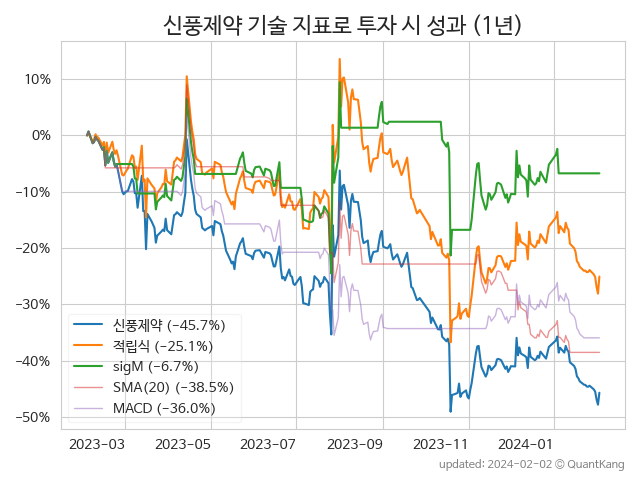 신풍제약 기술 지표로 투자 시 성과 (1년)
10%
0%
−10%
−20%
−30%
−40%
−50%
신풍제약 (−45.7%)
적립식 (−25.1%)
sigM (−6.7%)
SMA(20) (−38.5%)
MACD (−36.0%)
2023-03 2023-05 2023-07 2023-09 2023-11 2024-01
updated: 2024-02-02 © QuantKang